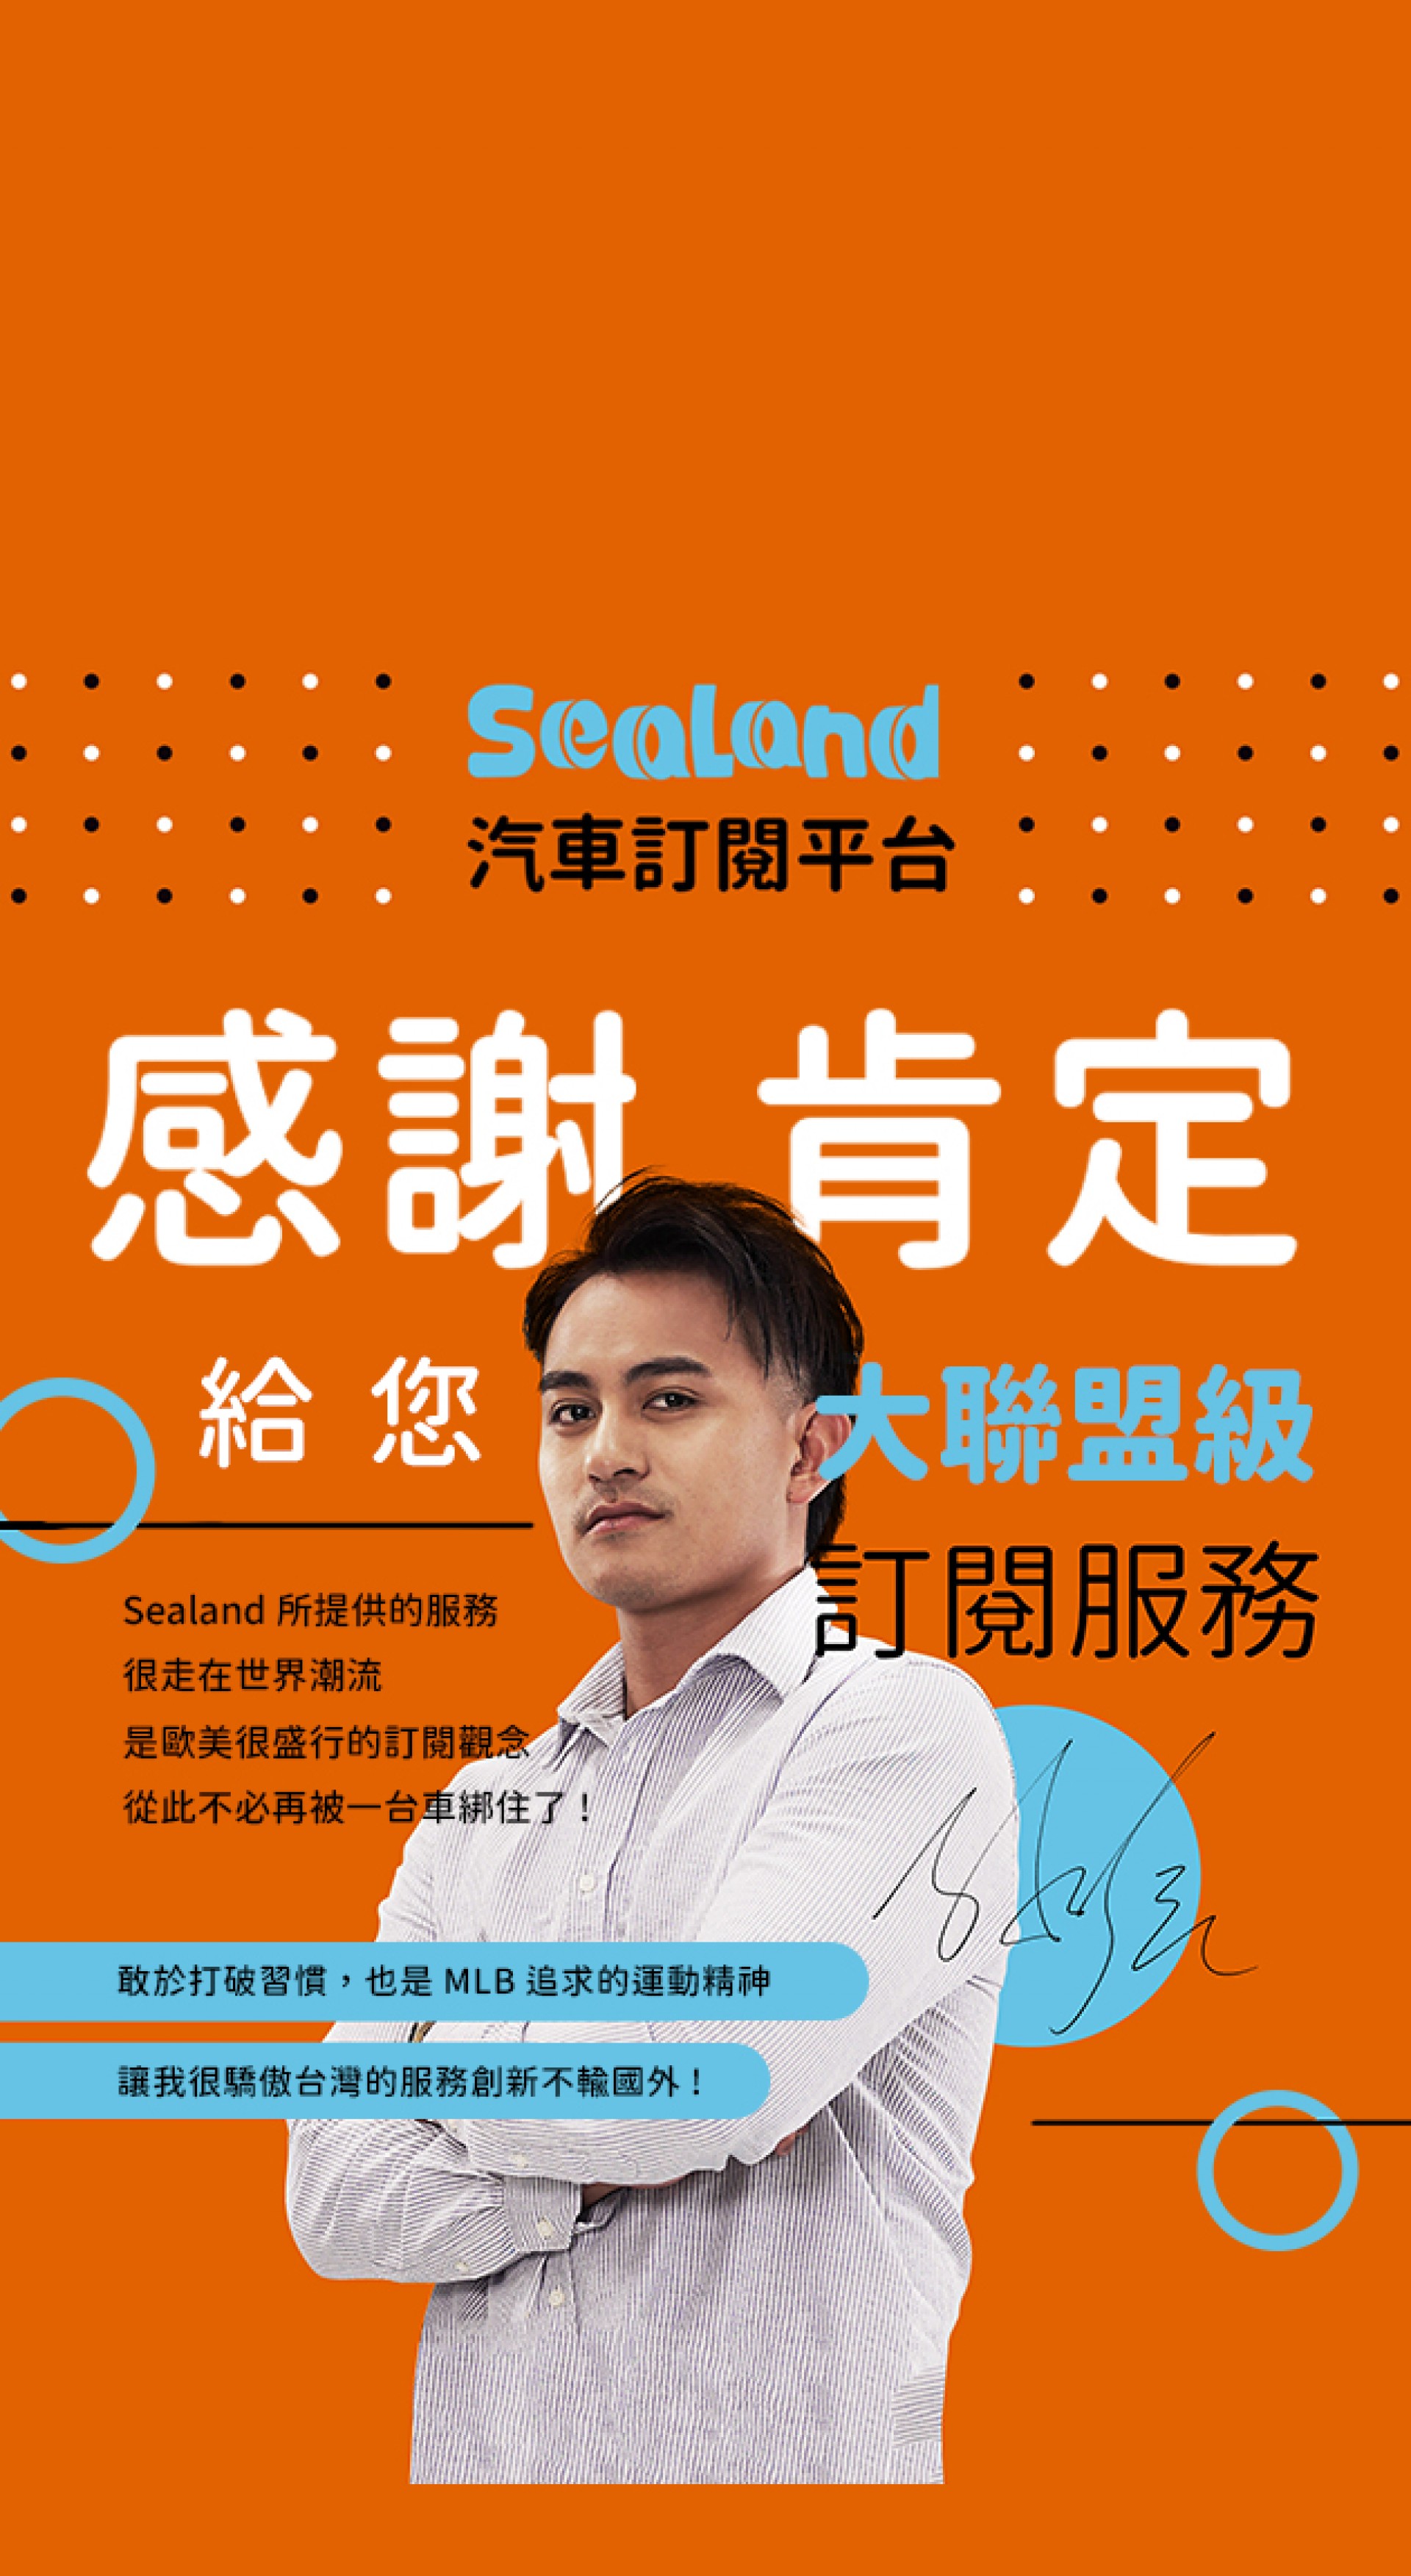 Sealand
汽車訂閱平台
感謝 肯定
給您
大聯盟級
訂閱服務
Sealand 所提供的服務
很走在世界潮流
是歐美很盛行的訂閱觀念
從此不必再被一台車綁住了！
敢於打破習慣，也是 MLB 追求的運動精神
讓我很驕傲台灣的服務創新不輸國外！